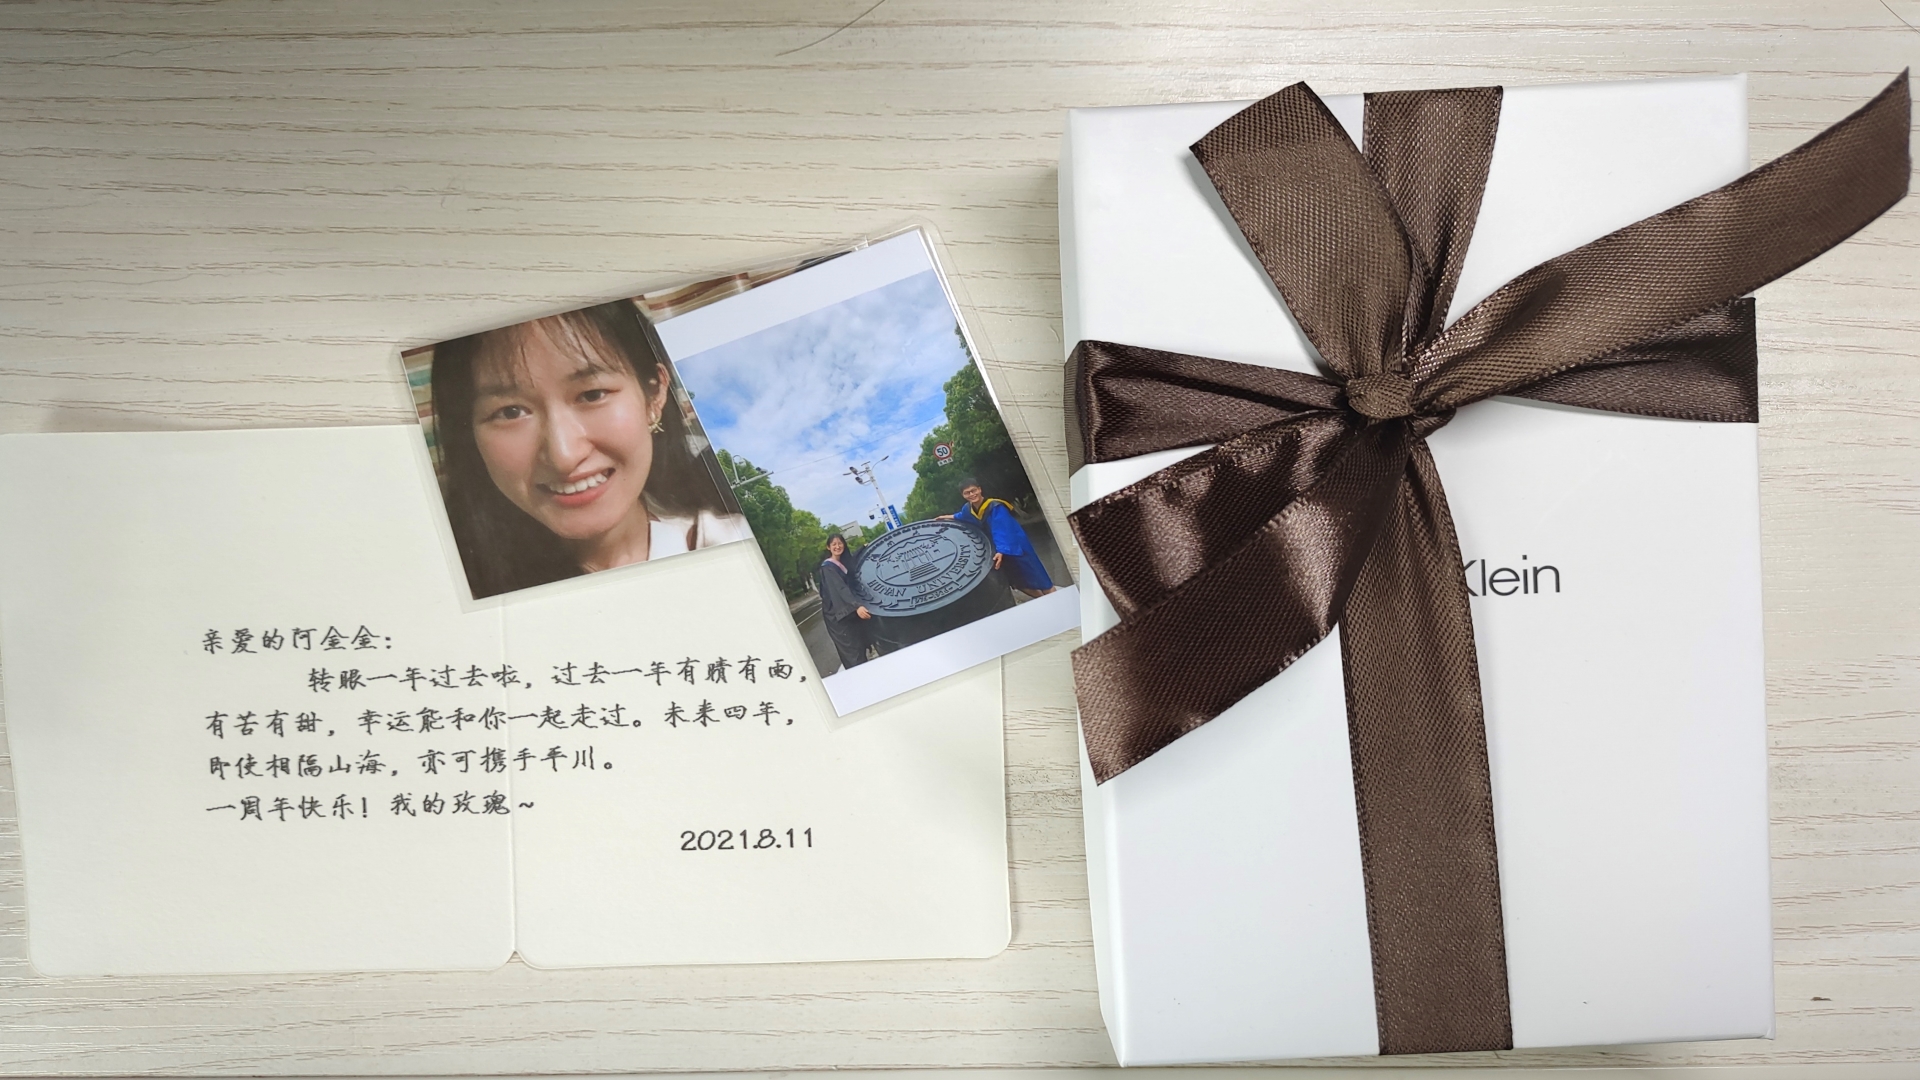 亲爱的阿金金:
转眼一年过去啦，过去一年有晴有雨，
有苦有甜，幸运能和你一起走过。未来四年，
即使相隔山海，亦可携手平川。
一周年快乐！我的玫瑰~
2021.8.11
50
HUNAN UNIVERSITY
Klein